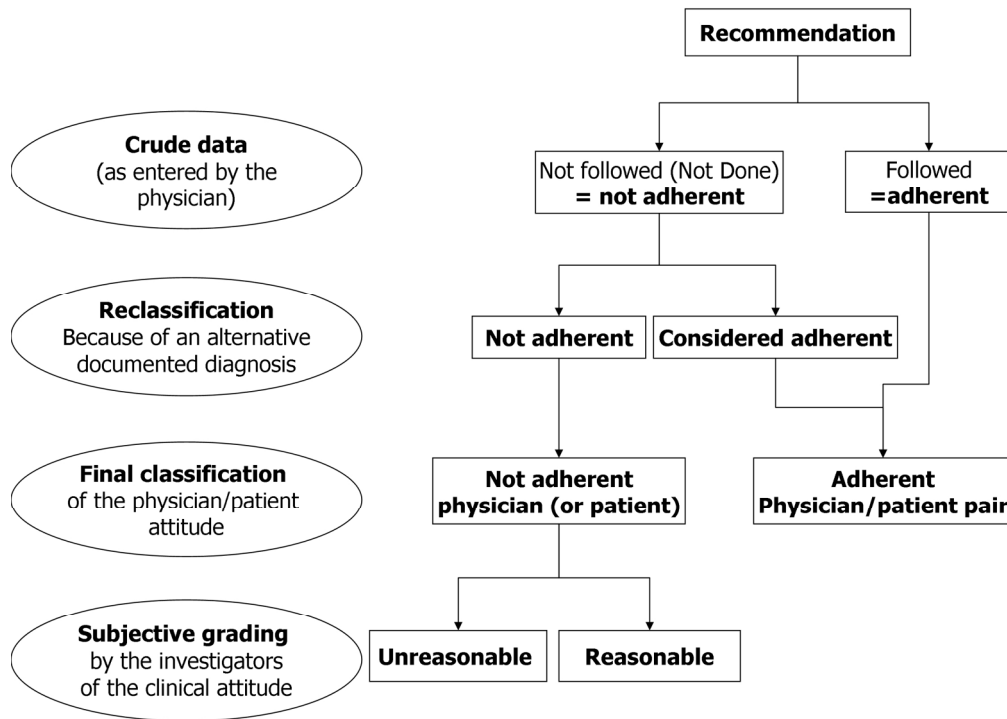 Recommendation
Crude data
(as entered by the
physician)
Not followed (Not Done)
= not adherent
Followed
=adherent
Reclassification
Because of an alternative
documented diagnosis
Not adherent
Considered adherent
Final classification
of the physician/patient
attitude
Not adherent
physician (or patient)
Adherent
Physician/patient pair
Subjective grading
by the investigators
of the clinical attitude
Unreasonable
Reasonable